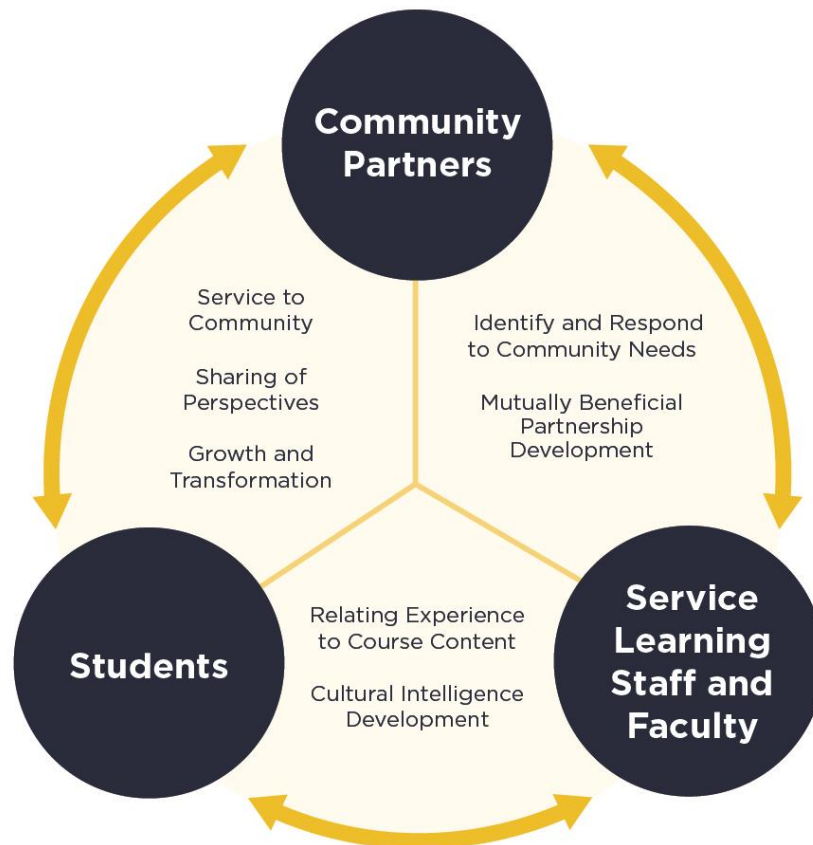 Community
Partners
Service to
Community
Sharing of
Perspectives
Growth and
Transformation
Identify and Respond
to Community Needs
Mutually Beneficial
Partnership
Development
Students
Relating Experience
to Course Content
Cultural Intelligence
Development
Service
Learning
Staff and
Faculty